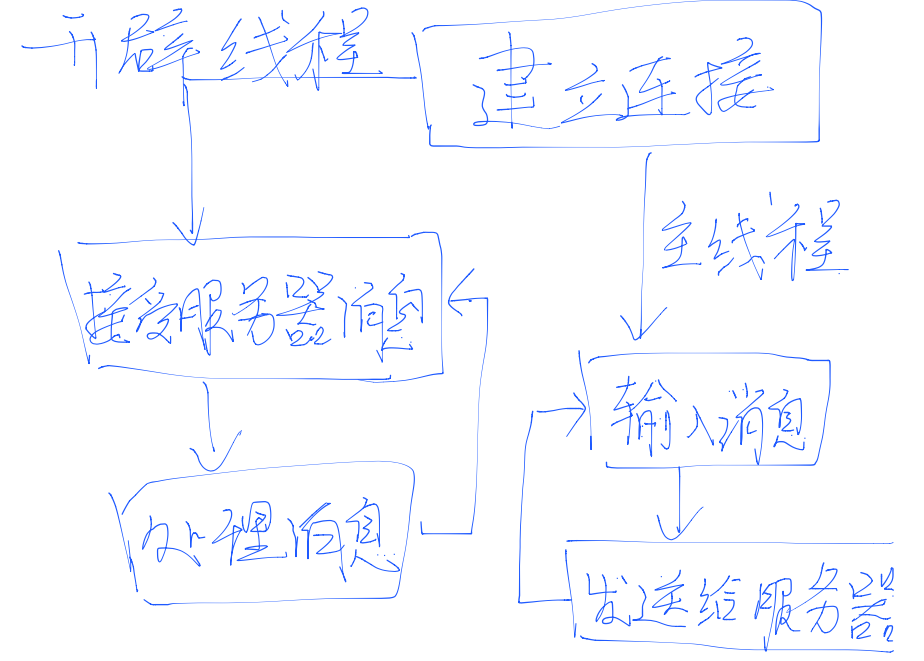 开辟线程
建立连接
主线程
接受服务器消息
输入消息
处理消息
发送给服务器